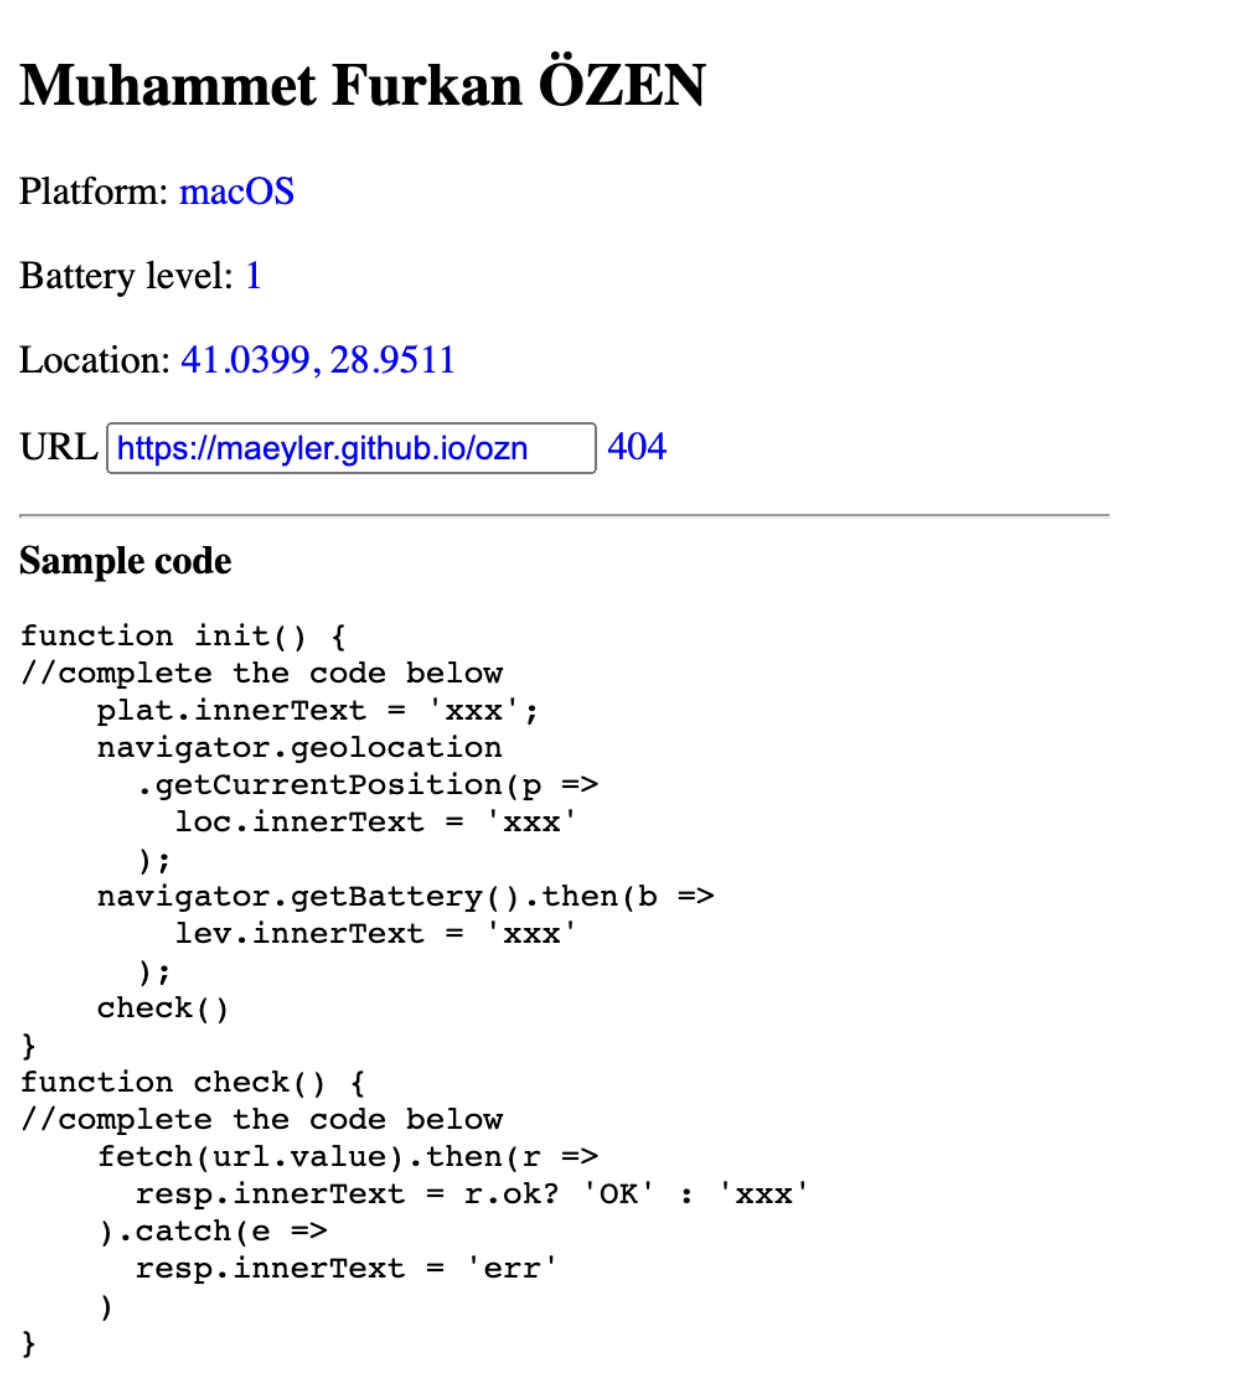 Muhammet Furkan ÖZEN
Platform: macOS
Battery level: 1
Location: 41.0399, 28.9511
URL https://maeyler.github.io/ozn 404
Sample code
function init() {
//complete the code below
    plat.innerText = 'xxx';
    navigator.geolocation
      .getCurrentPosition(p =>
        loc.innerText = 'xxx'
      );
    navigator.getBattery().then(b =>
        lev.innerText = 'xxx'
      );
    check()
}
function check() {
//complete the code below
    fetch(url.value).then(r =>
      resp.innerText = r.ok? 'OK' : 'xxx'
    ).catch(e =>
      resp.innerText = 'err'
    )
}